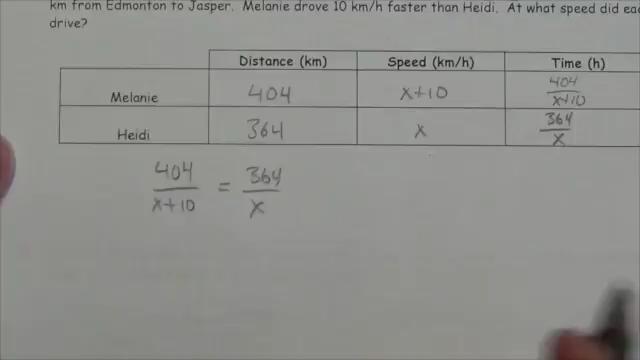 km from Edmonton to Jasper. Melanie drove 10 km/h faster than Heidi. At what speed did
drive?
Distance (km) Speed (km/h) Time (h)
Melanie 404 x+10 404/x+10
Heidi 364 x 364/x
404/x+10 = 364/x